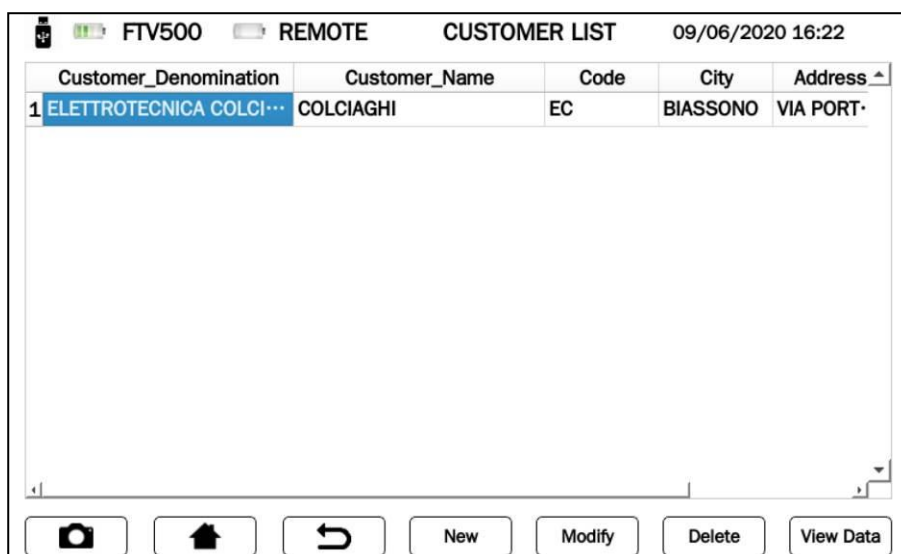 FTV500 REMOTE CUSTOMER LIST 09/06/2020 16:22
Customer_Denomination Customer_Name Code City Address
1 ELETTROTECNICA COLCI··· COLCIAGHI EC BIASSONO VIA PORT·
New Modify Delete View Data